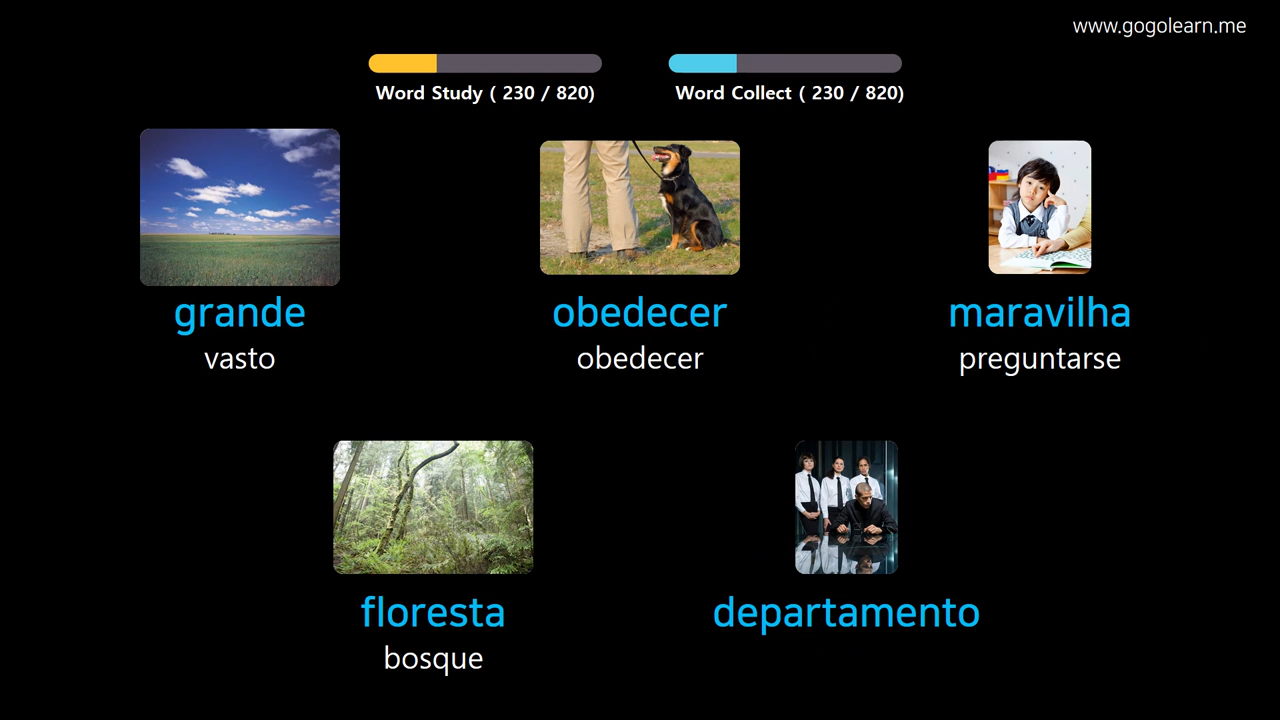 www.gogolearn.me
Word Study ( 230 / 820)
Word Collect ( 230 / 820)
grande
vasto
obedecer
obedecer
maravilha
preguntarse
floresta
bosque
departamento